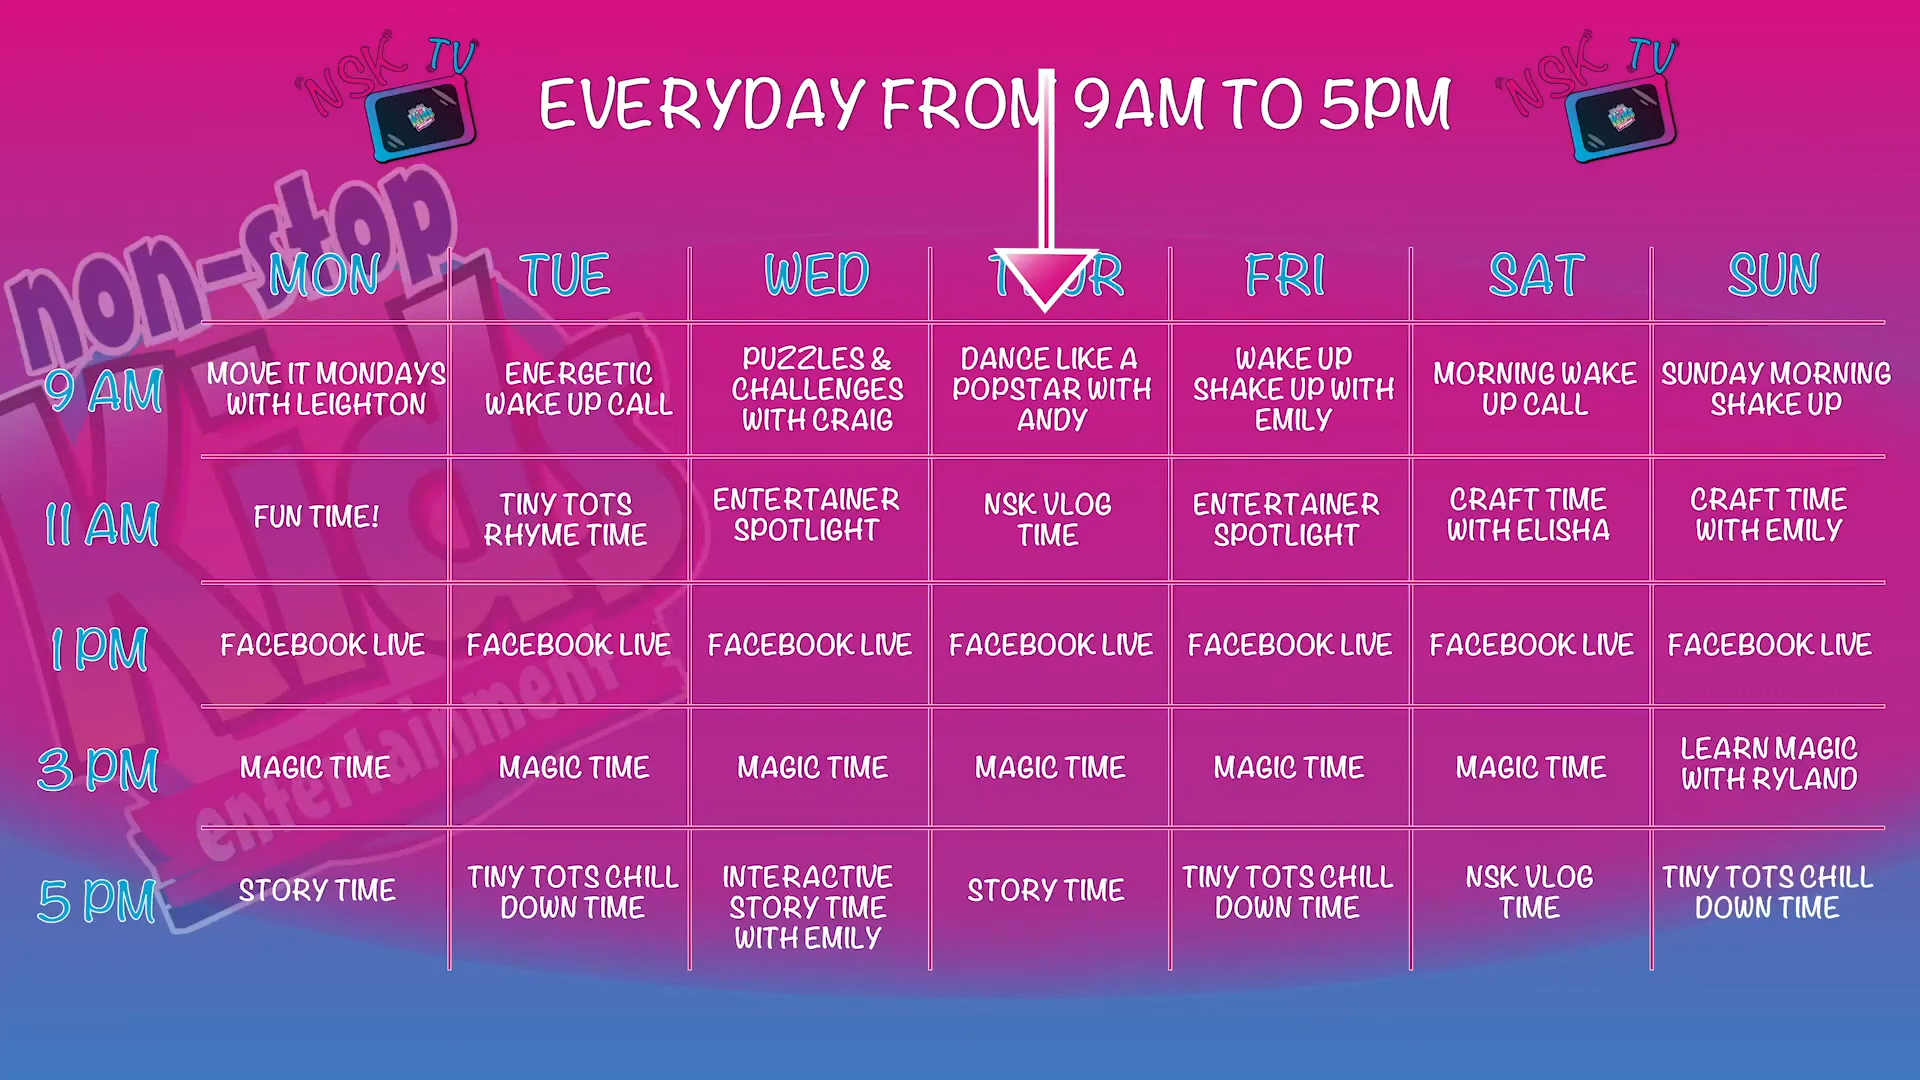 NSK TV
EVERYDAY FROM 9AM TO 5PM
NSK TV
non-stop
Kids
entertainment
MON TUE WED THUR FRI SAT SUN
9 AM
MOVE IT MONDAYS
WITH LEIGHTON
ENERGETIC
WAKE UP CALL
PUZZLES &
CHALLENGES
WITH CRAIG
DANCE LIKE A
POPSTAR WITH
ANDY
WAKE UP
SHAKE UP WITH
EMILY
MORNING WAKE
UP CALL
SUNDAY MORNING
SHAKE UP
11 AM
FUN TIME!
TINY TOTS
RHYME TIME
ENTERTAINER
SPOTLIGHT
NSK VLOG
TIME
ENTERTAINER
SPOTLIGHT
CRAFT TIME
WITH ELISHA
CRAFT TIME
WITH EMILY
1 PM
FACEBOOK LIVE
FACEBOOK LIVE
FACEBOOK LIVE
FACEBOOK LIVE
FACEBOOK LIVE
FACEBOOK LIVE
FACEBOOK LIVE
3 PM
MAGIC TIME
MAGIC TIME
MAGIC TIME
MAGIC TIME
MAGIC TIME
MAGIC TIME
LEARN MAGIC
WITH RYLAND
5 PM
STORY TIME
TINY TOTS CHILL
DOWN TIME
INTERACTIVE
STORY TIME
WITH EMILY
STORY TIME
TINY TOTS CHILL
DOWN TIME
NSK VLOG
TIME
TINY TOTS CHILL
DOWN TIME